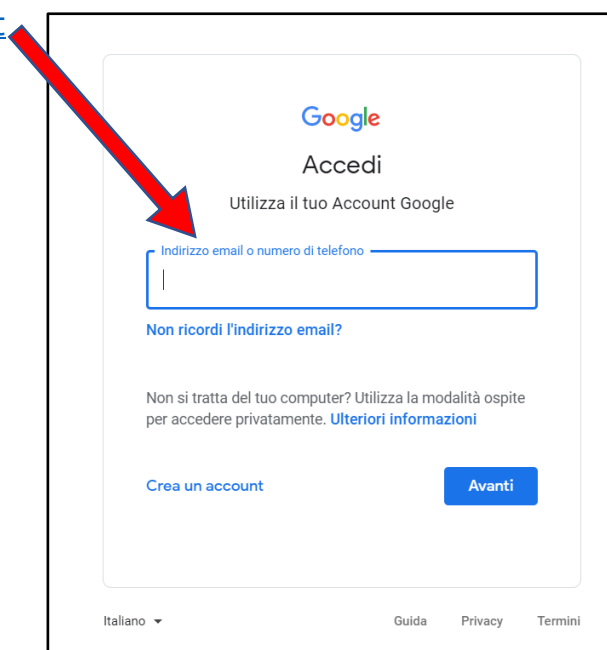 Google
Accedi
Utilizza il tuo Account Google
Indirizzo email o numero di telefono
Non ricordi l'indirizzo email?
Non si tratta del tuo computer? Utilizza la modalità ospite
per accedere privatamente. Ulteriori informazioni
Crea un account
Avanti
Italiano
Guida
Privacy
Termini